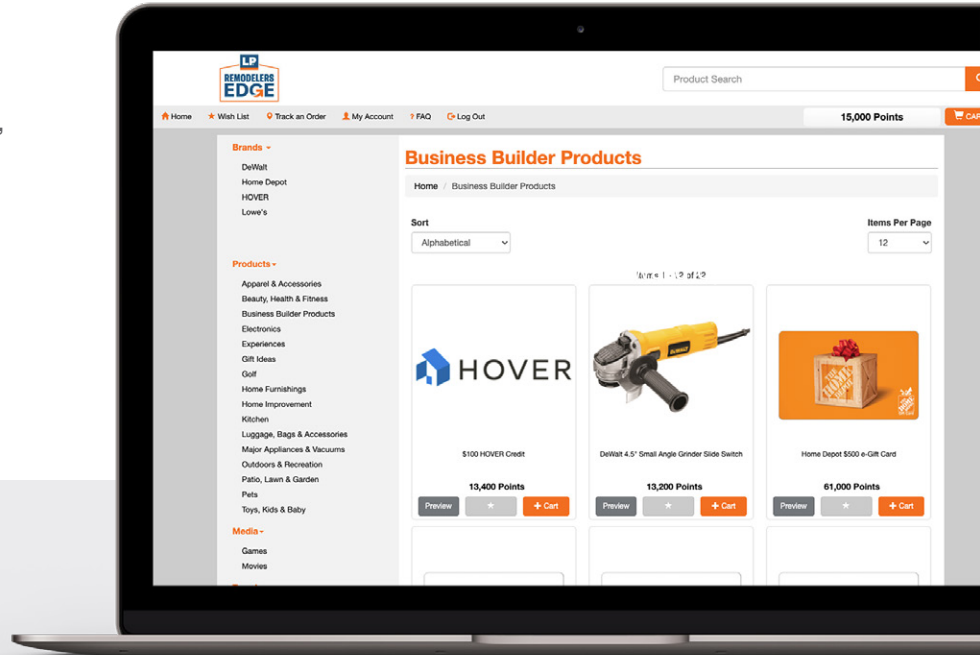 LP
REMODELERS
EDGE
Product Search
Home
Wish List
Track an Order
My Account
? FAQ
Log Out
15,000 Points
CAR
Brands
DeWalt
Home Depot
HOVER
Lowe's
Products
Apparel & Accessories
Beauty, Health & Fitness
Business Builder Products
Electronics
Experiences
Gift Ideas
Golf
Home Furnishings
Home Improvement
Kitchen
Luggage, Bags & Accessories
Major Appliances & Vacuums
Outdoors & Recreation
Patio, Lawn & Garden
Pets
Toys, Kids & Baby
Media
Games
Movies
Business Builder Products
Home / Business Builder Products
Sort
Items Per Page
Alphabetical
12
HOVER
DEWALT
THE HOME DEPOT
$100 HOVER Credit
DeWalt 4.5" Small Angle Grinder Slide Switch
Home Depot $500 e-Gift Card
13,400 Points
13,200 Points
61,000 Points
Preview
+ Cart
Preview
+ Cart
Preview
+ Cart